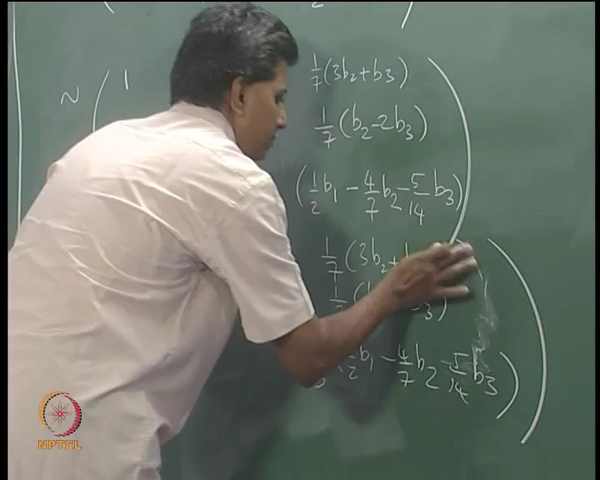 2
~ ( 1 1/7 (3b₂ + b₃)
1/7 (b₂ - 2b₃)
(1/2 b₁ - 4/7 b₂ - 5/14 b₃)
1/7 (3b₂ +
3)
b₁ - 4/7 b₂ - 5/14 b₃)
NPTEL